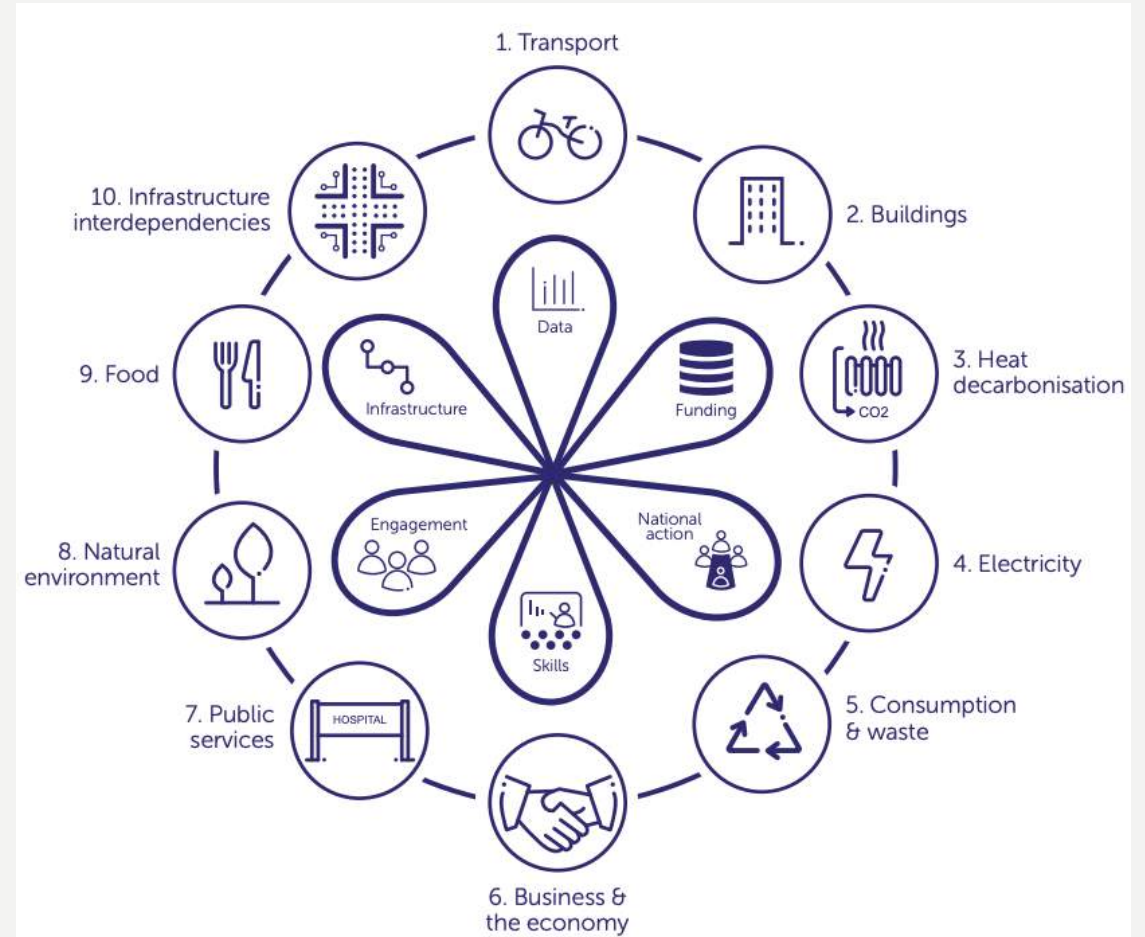 1. Transport
2. Buildings
3. Heat
decarbonisation
CO2
4. Electricity
5. Consumption
& waste
6. Business &
the economy
7. Public
services
HOSPITAL
8. Natural
environment
9. Food
10. Infrastructure
interdependencies
Data
Funding
National
action
Skills
Engagement
Infrastructure